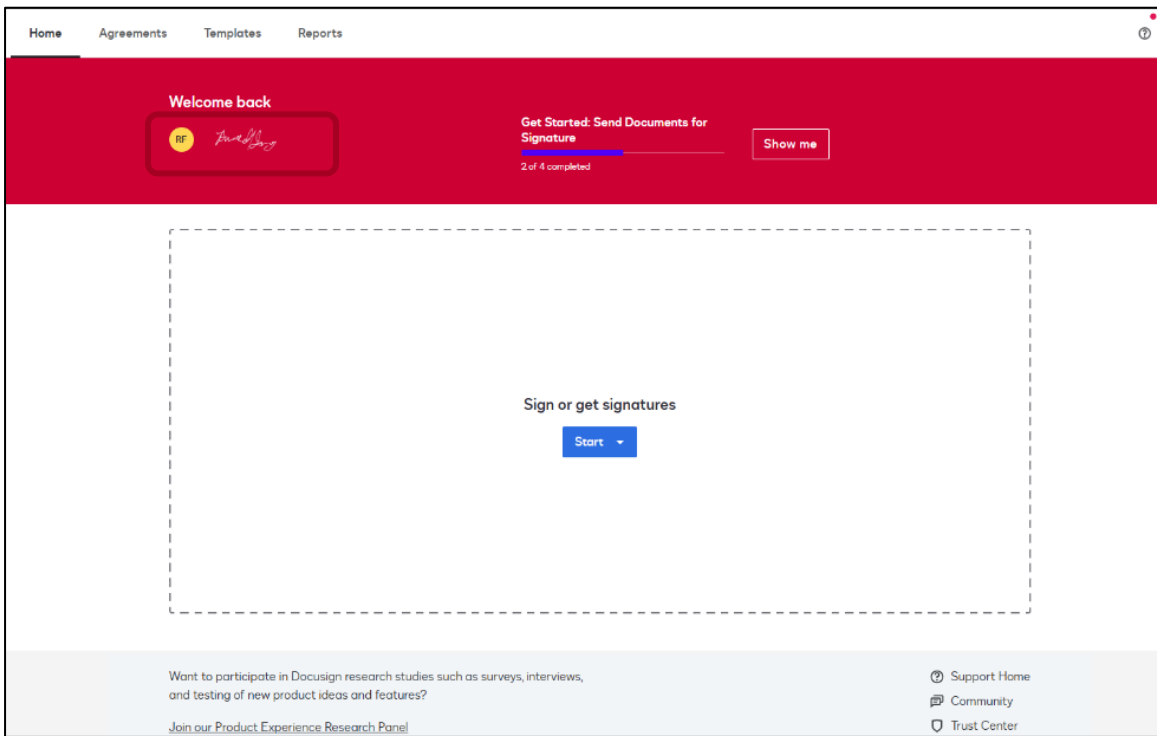 Home Agreements Templates Reports
Welcome back
RF
Get Started: Send Documents for
Signature
2 of 4 completed
Show me
Sign or get signatures
Start
Want to participate in Docusign research studies such as surveys, interviews,
and testing of new product ideas and features?
Join our Product Experience Research Panel
Support Home
Community
Trust Center